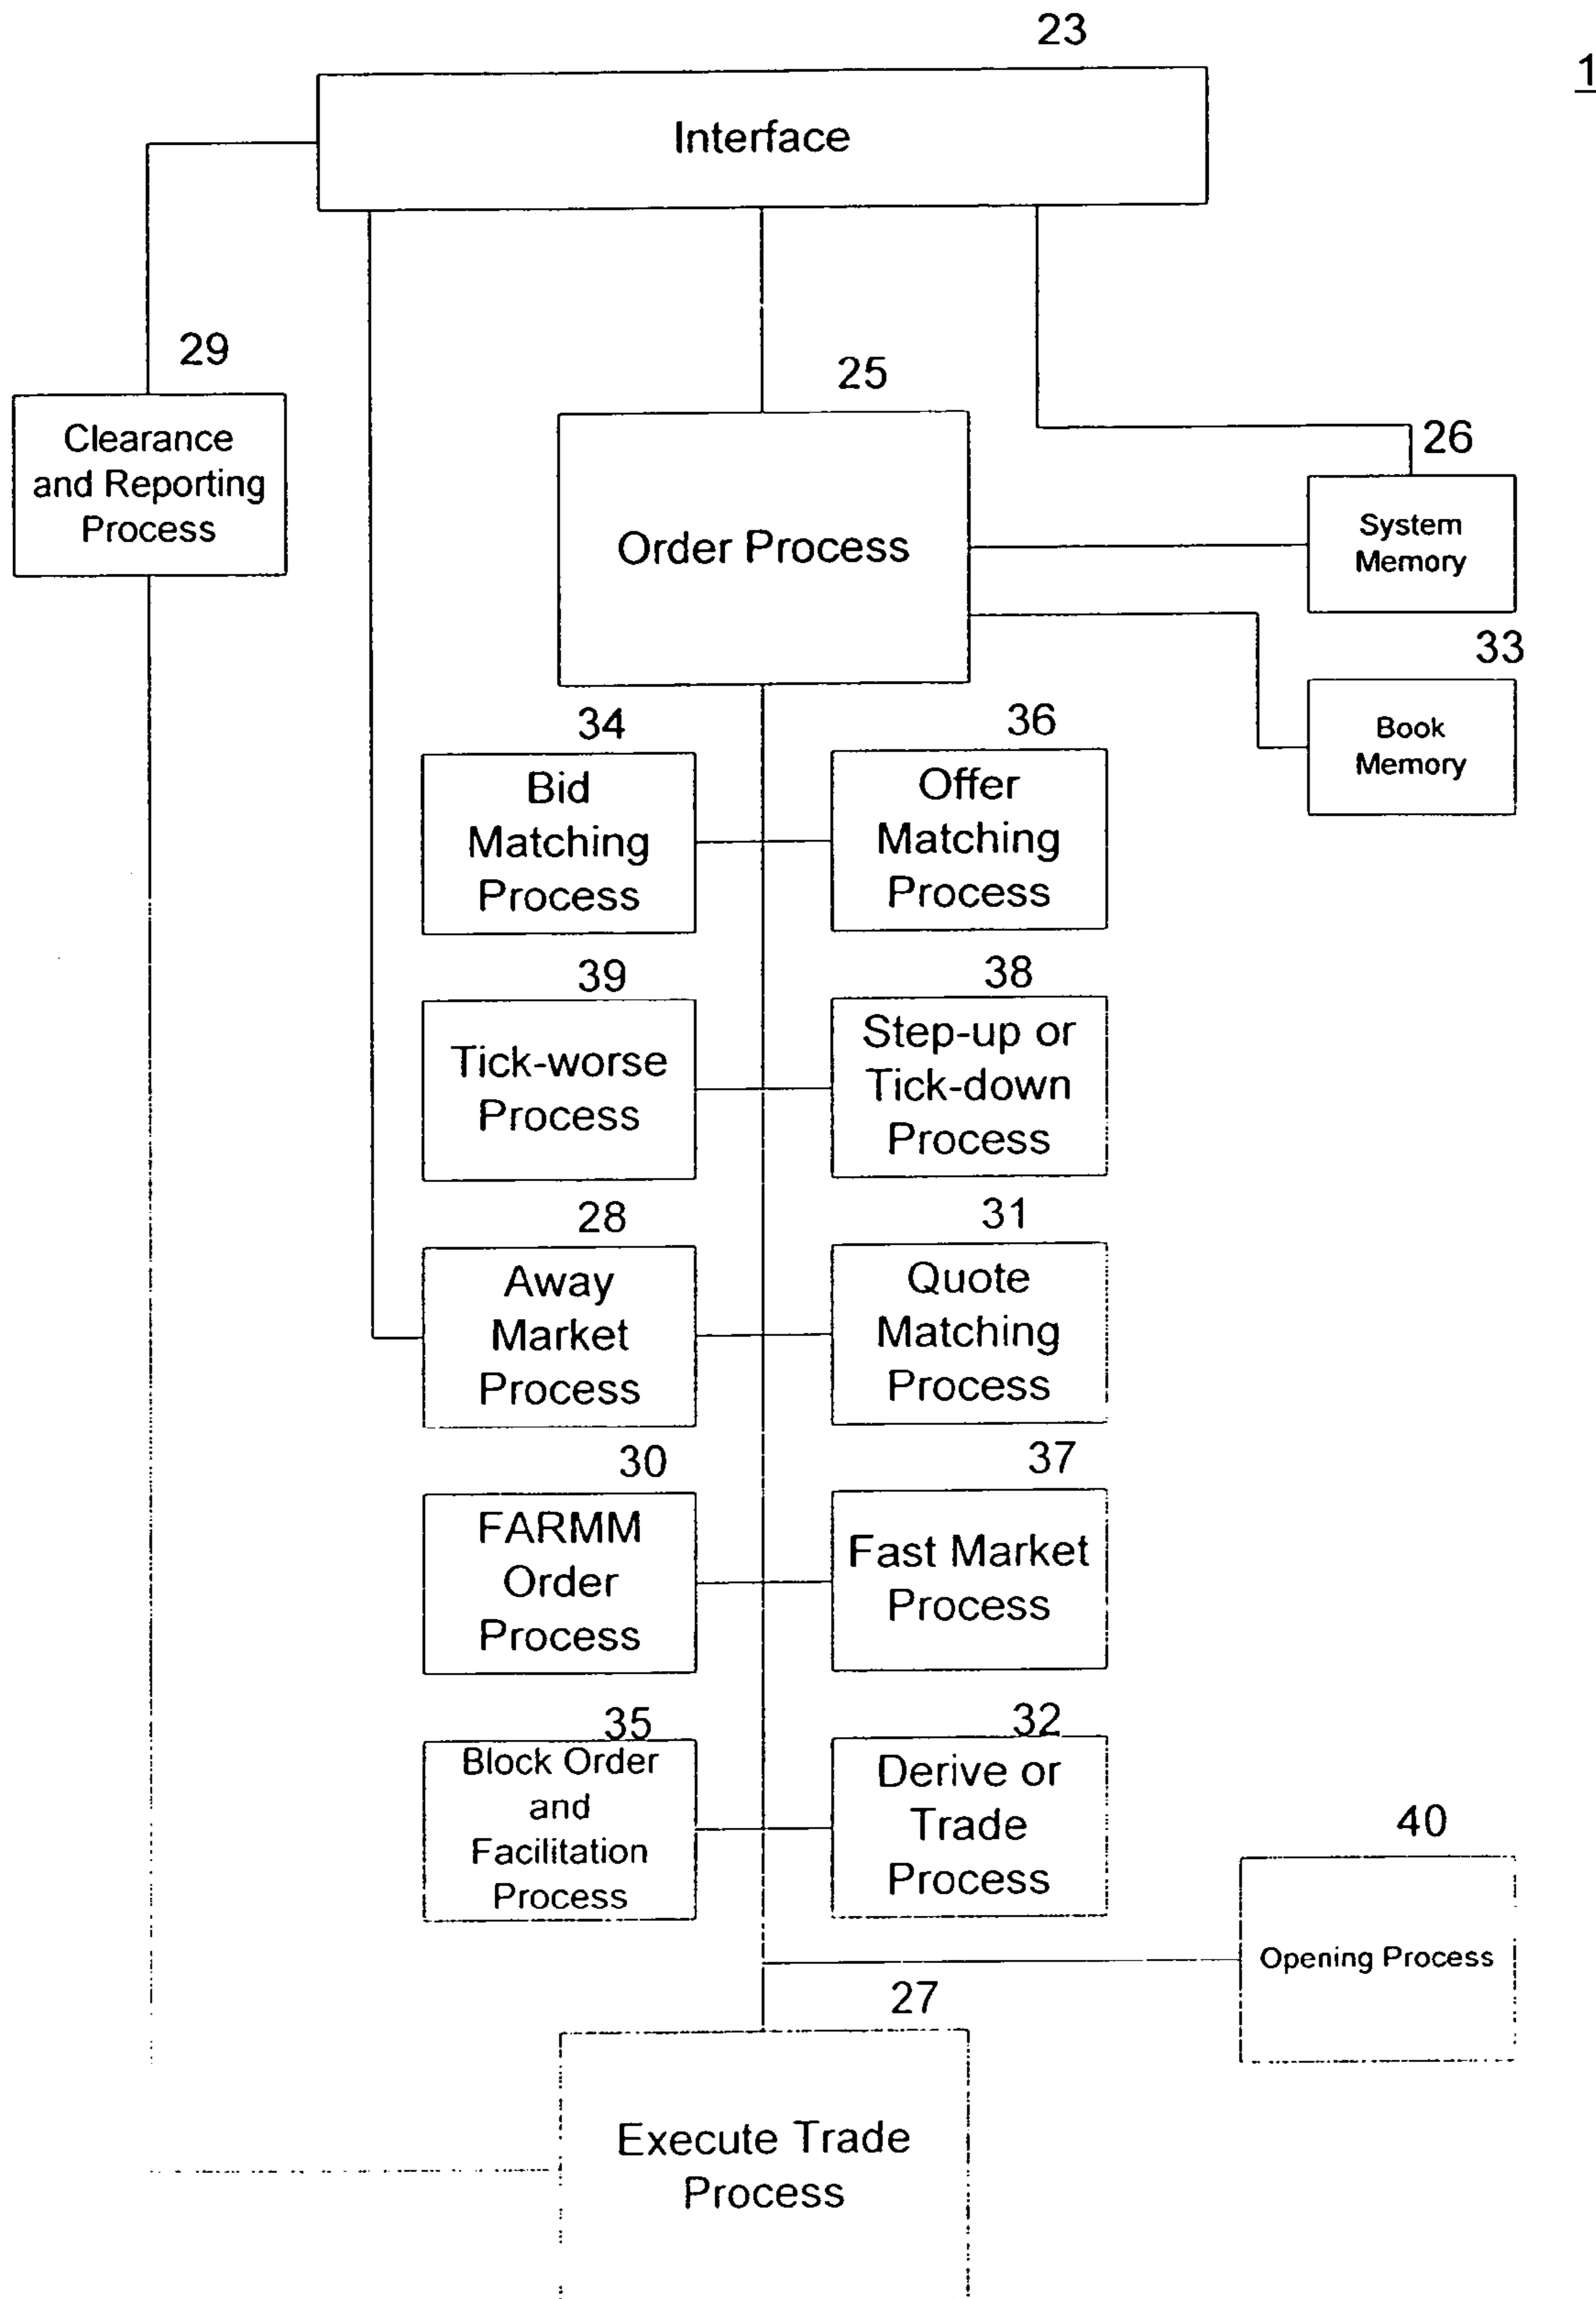 23
1
Interface
29
25
Clearance
and Reporting
Process
26
Order Process
System
Memory
33
Book
Memory
34
36
Bid
Matching
Process
Offer
Matching
Process
39
38
Tick-worse
Process
Step-up or
Tick-down
Process
28
31
Away
Market
Process
Quote
Matching
Process
30
37
FARMM
Order
Process
Fast Market
Process
35
32
Block Order
and
Facilitation
Process
Derive or
Trade
Process
40
Opening Process
27
Execute Trade
Process